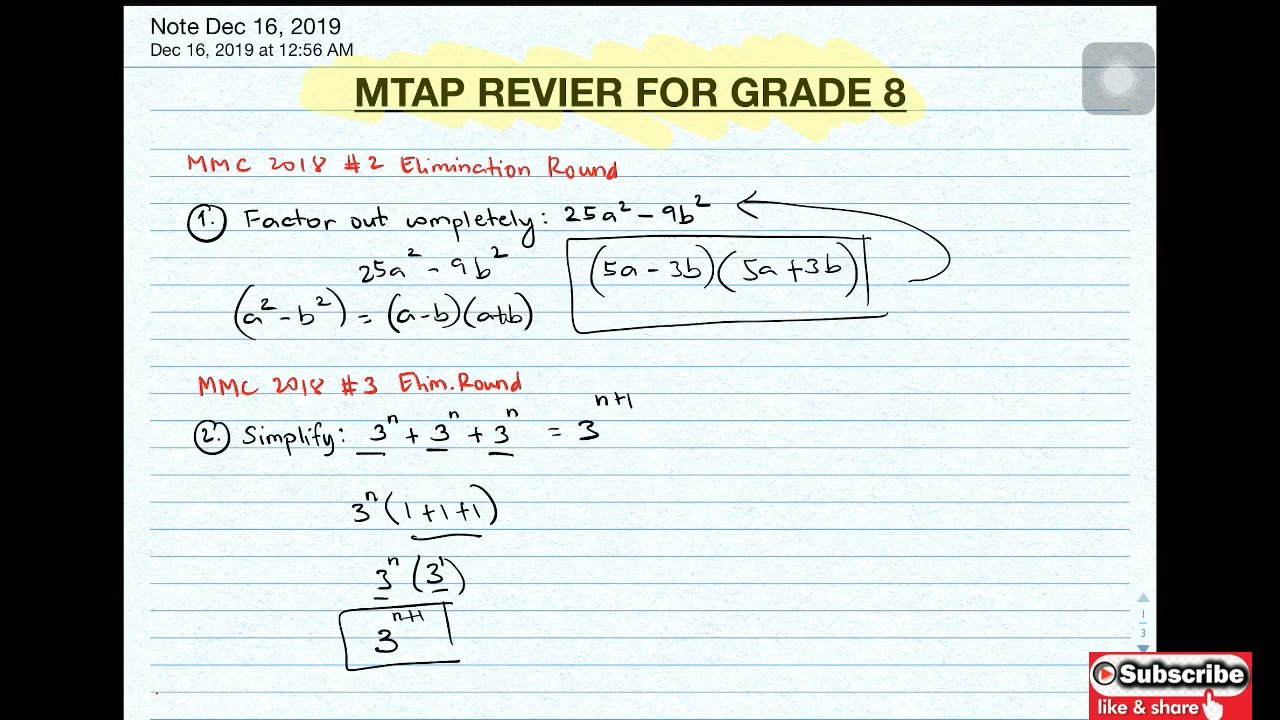 Note Dec 16, 2019
Dec 16, 2019 at 12:56 AM
MTAP REVIER FOR GRADE 8
MMC 2018 #2 Elimination Round
1. Factor out completely: 25a² - 9b²
25a² - 9b²
(5a - 3b)(5a + 3b)
(a² - b²) = (a-b)(a+b)
MMC 2018 #3 Elim. Round
2. Simplify: 3ⁿ + 3ⁿ + 3ⁿ = 3ⁿ⁺¹
3ⁿ (1+1+1)
3ⁿ (3¹)
3ⁿ⁺¹
1
3
Subscribe
like & share